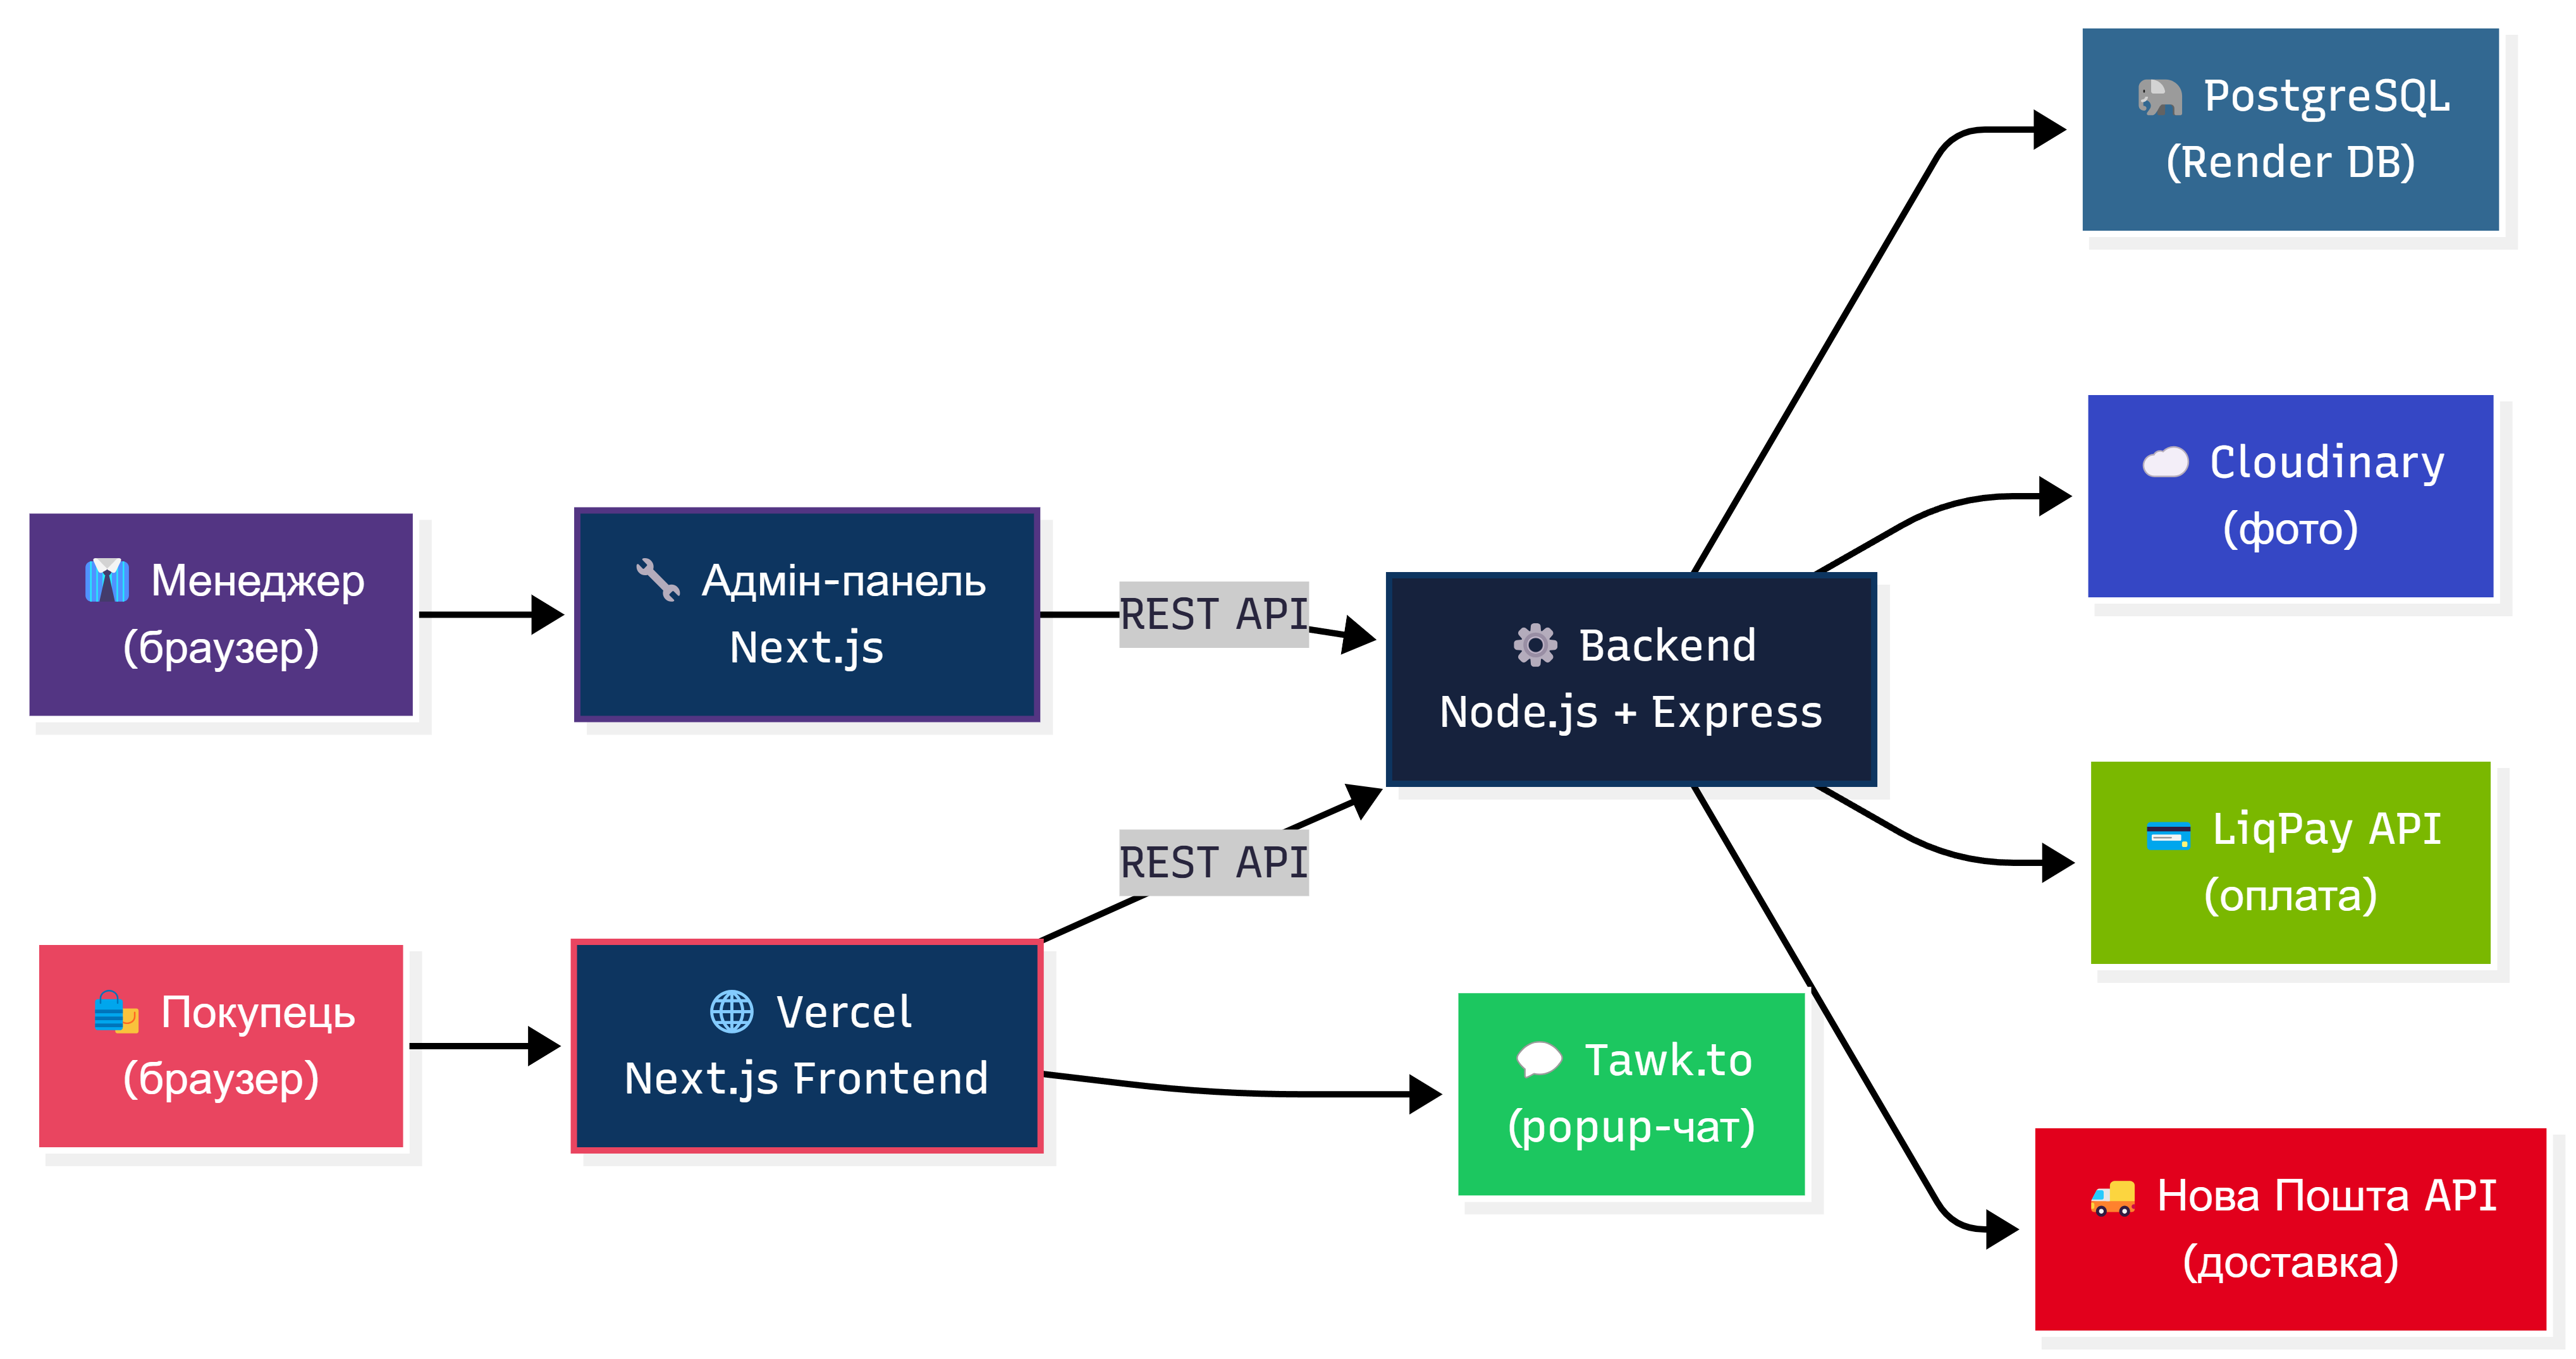 Менеджер
(браузер)
Адмін-панель
Next.js
REST API
Backend
Node.js + Express
PostgreSQL
(Render DB)
Cloudinary
(фото)
LiqPay API
(оплата)
Нова Пошта API
(доставка)
Покупець
(браузер)
Vercel
Next.js Frontend
REST API
Tawk.to
(popup-чат)